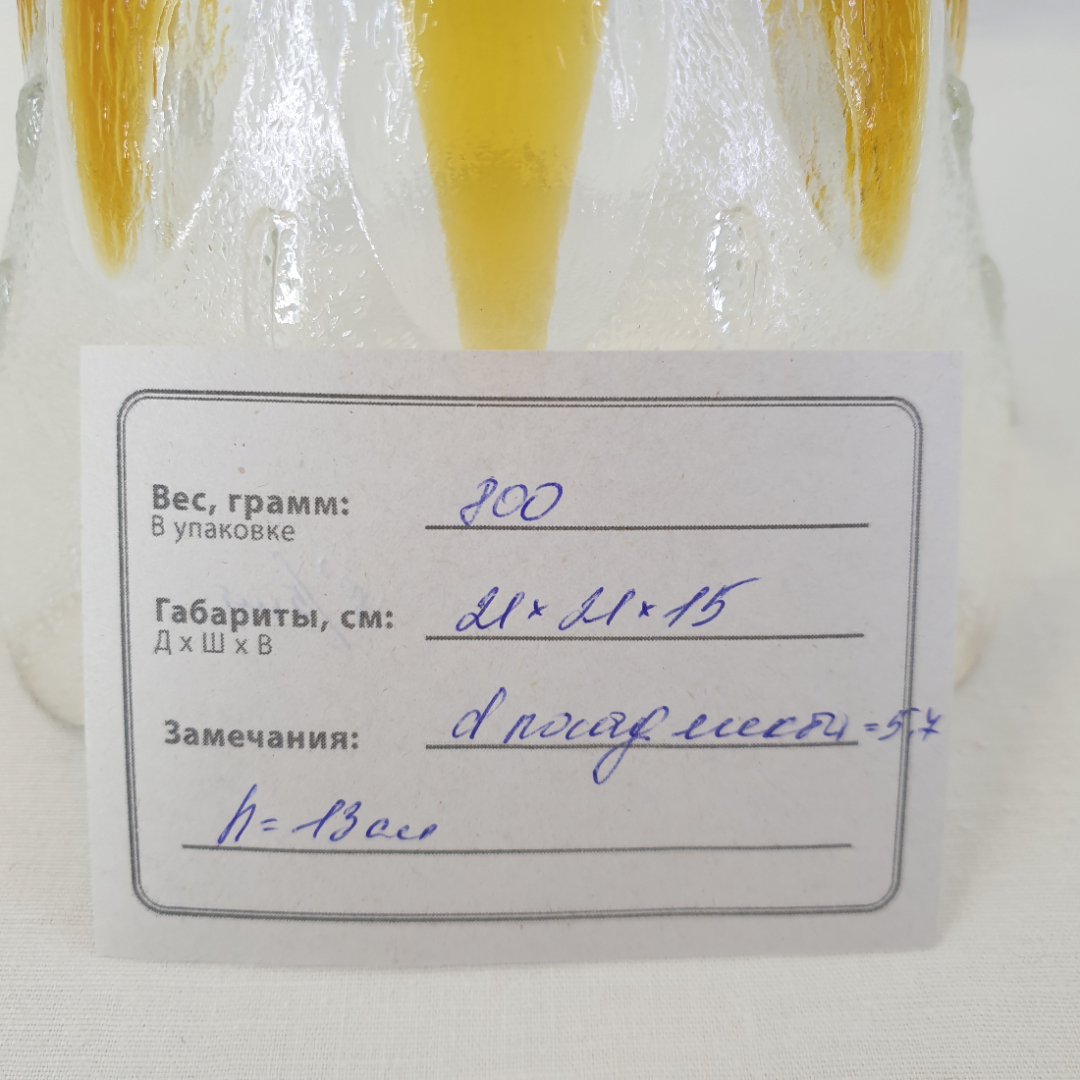 Вес, грамм: 800
В упаковке
Габариты, см: 21×21×15
Д х Ш х В
Замечания: d посад места =5,7
h=13см